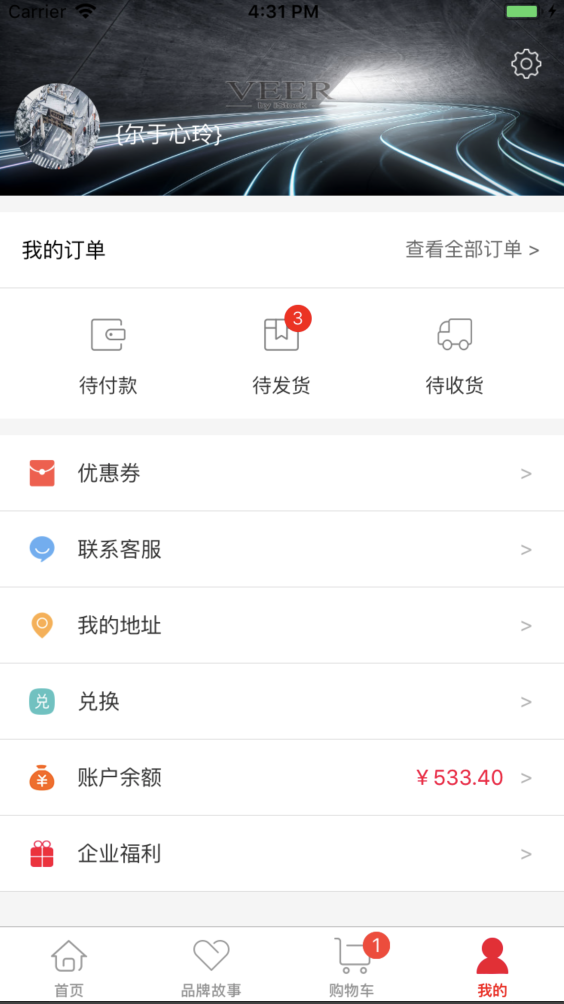 Carrier 4:31 PM
VEER
by iStock
{尔于心玲}
我的订单 查看全部订单 >
3
待付款 待发货 待收货
优惠券 >
联系客服 >
我的地址 >
兑 兑换 >
¥ 账户余额 ¥533.40 >
企业福利 >
1
首页 品牌故事 购物车 我的